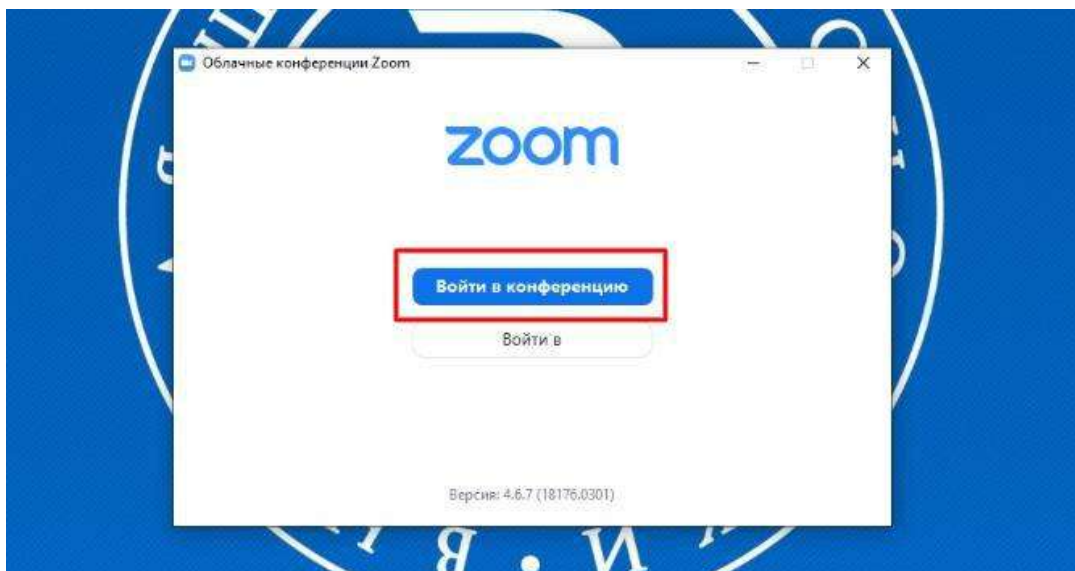 Облачные конференции Zoom
zoom
Войти в конференцию
Войти в
Версия: 4.6.7 (18176.0301)